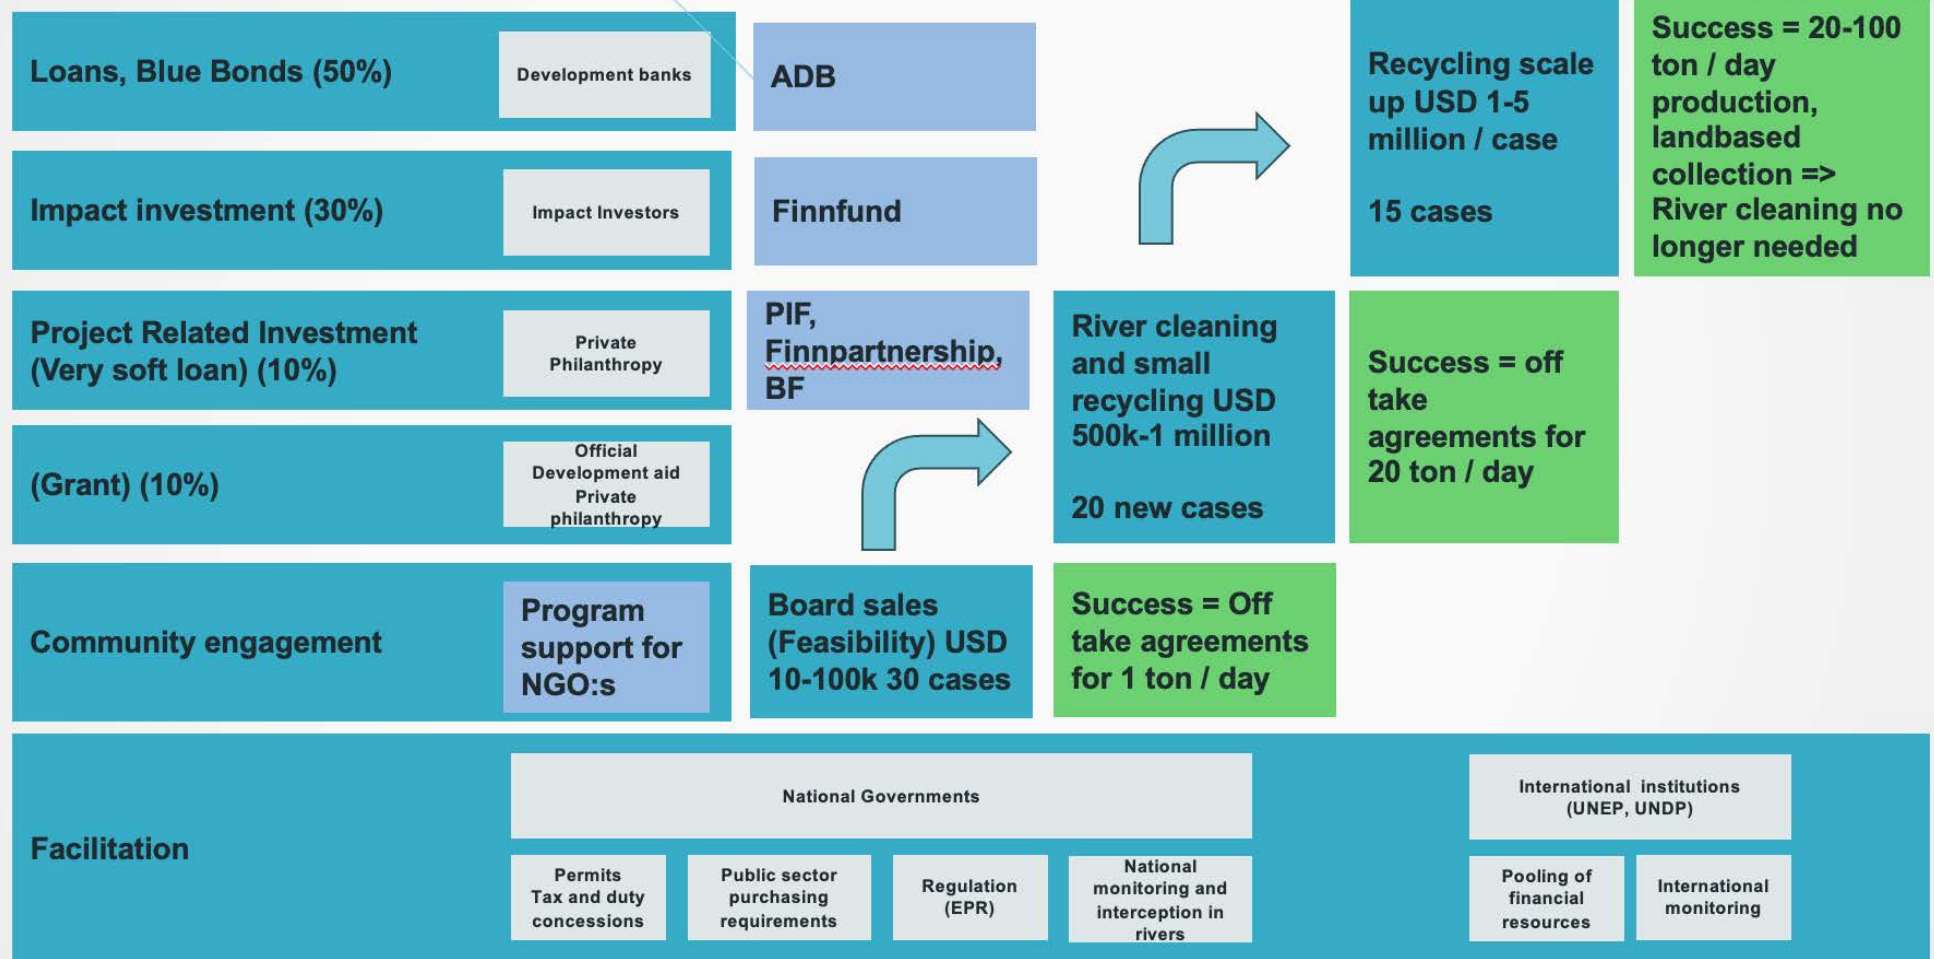 Loans, Blue Bonds (50%)
Development banks
ADB
Recycling scale
up USD 1-5
million / case
15 cases
Success = 20-100
ton / day
production,
landbased
collection =>
River cleaning no
longer needed
Impact investment (30%)
Impact Investors
Finnfund
Project Related Investment
(Very soft loan) (10%)
Private
Philanthropy
PIF,
Finnpartnership,
BF
River cleaning
and small
recycling USD
500k-1 million
20 new cases
Success = off
take
agreements for
20 ton / day
(Grant) (10%)
Official
Development aid
Private
philanthropy
Community engagement
Program
support for
NGO:s
Board sales
(Feasibility) USD
10-100k 30 cases
Success = Off
take agreements
for 1 ton / day
Facilitation
National Governments
International institutions
(UNEP, UNDP)
Permits
Tax and duty
concessions
Public sector
purchasing
requirements
Regulation
(EPR)
National
monitoring and
interception in
rivers
Pooling of
financial
resources
International
monitoring